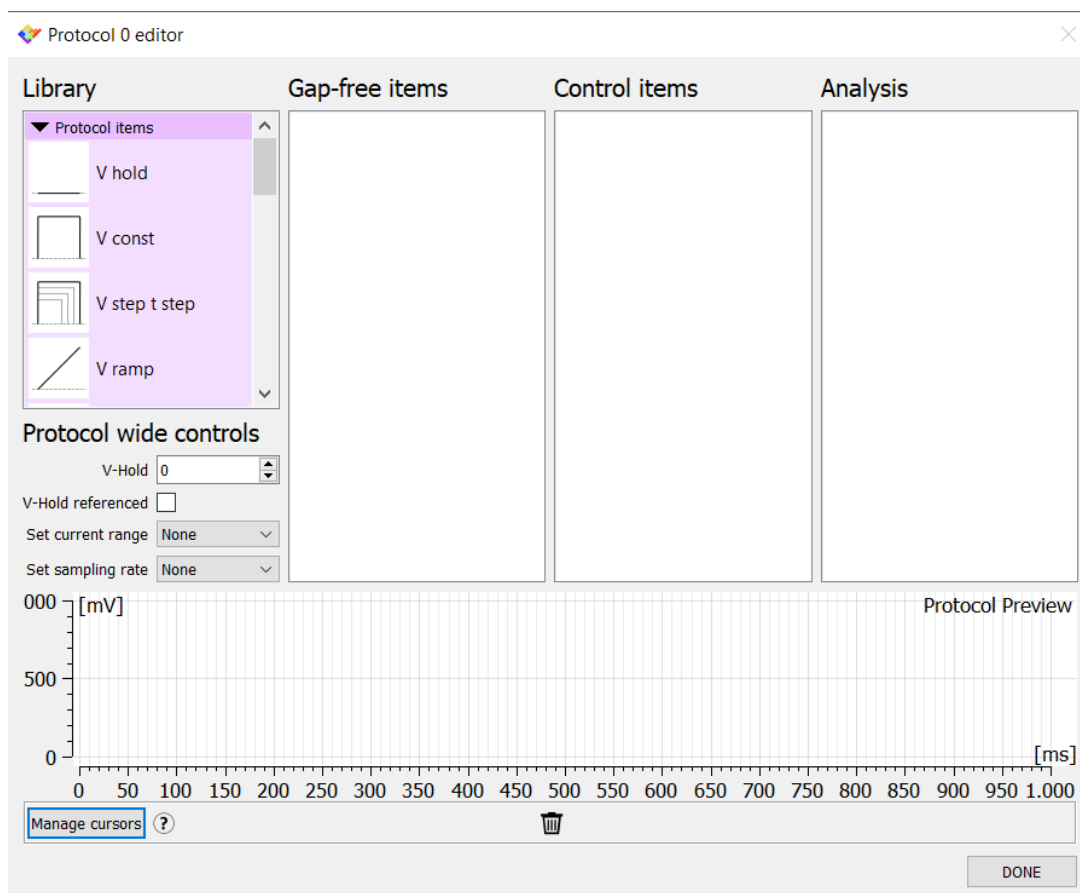 Protocol 0 editor
Library
Gap-free items
Control items
Analysis
Protocol items
V hold
V const
V step t step
V ramp
Protocol wide controls
V-Hold 0
V-Hold referenced
Set current range None
Set sampling rate None
000 [mV]
Protocol Preview
500
0
[ms]
0 50 100 150 200 250 300 350 400 450 500 550 600 650 700 750 800 850 900 950 1.000
Manage cursors ?
DONE